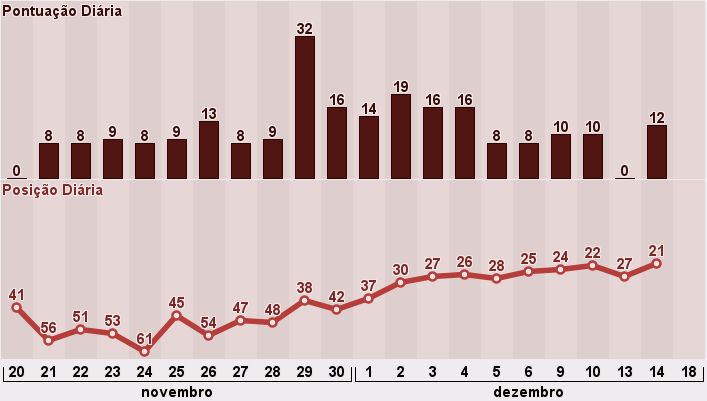 Pontuação Diária
0 8 8 9 8 9 13 8 9 32 16 14 19 16 16 8 8 10 10 0 12
Posição Diária
41 56 51 53 61 45 54 47 48 38 42 37 30 27 26 28 25 24 22 27 21
20 21 22 23 24 25 26 27 28 29 30 1 2 3 4 5 6 9 10 13 14 18
novembro dezembro